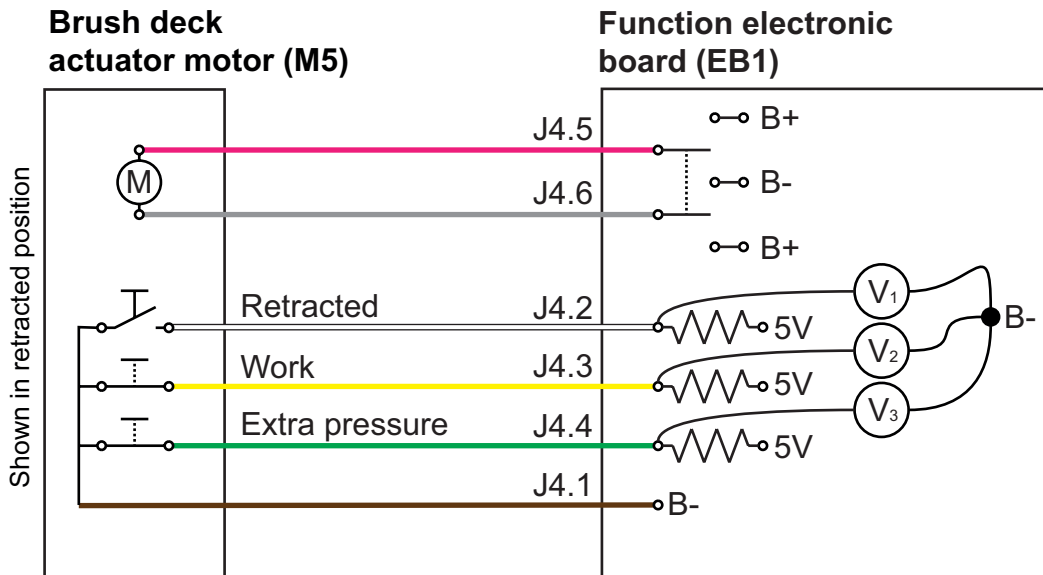 Brush deck
actuator motor (M5)
Function electronic
board (EB1)
Shown in retracted position
J4.5
B+
M
B-
J4.6
B+
Retracted
J4.2
5V
V₁
B-
Work
J4.3
5V
V₂
Extra pressure
J4.4
5V
V₃
J4.1
B-